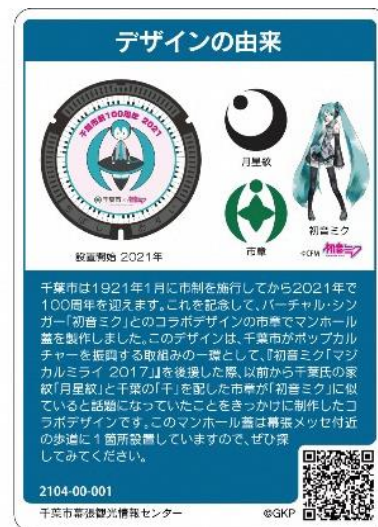 デザインの由来
千葉市制100周年 2021
千葉市×
設置開始 2021年
月星紋
市章
初音ミク
©CFM 初音ミク
千葉市は1921年1月に市制を施行してから2021年で
100周年を迎えます。これを記念して、バーチャル・シン
ガー「初音ミク」とのコラボデザインの市章でマンホール
蓋を製作しました。このデザインは、千葉市がポップカル
チャーを振興する取組みの一環として、『初音ミク「マジ
カルミライ 2017」』を後援した際、以前から千葉氏の家
紋「月星紋」と千葉の「千」を配した市章が「初音ミク」に似
ていると話題になっていたことをきっかけに制作したコ
ラボデザインです。このマンホール蓋は幕張メッセ付近
の歩道に1箇所設置していますので、ぜひ探
してみてください。
2104-00-001
千葉市幕張観光情報センター
©GKP